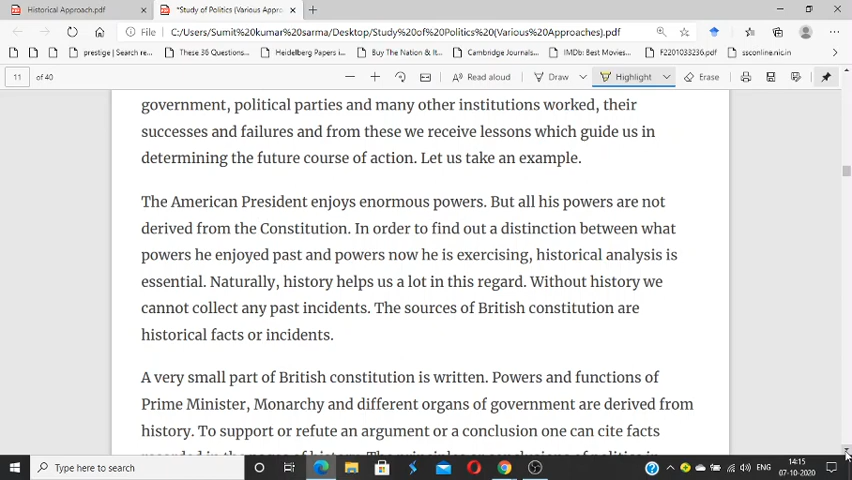 Historical Approach.pdf
*Study of Politics (Various Appro
File
C:/Users/Sumit%20kumar%20sarma/Desktop/Study%20of%20Politics%20(Various%20Approaches).pdf
prestige | Search re...
These 36 Questions...
Heidelberg Papers i...
Buy The Nation & It...
Cambridge Journals...
IMDb: Best Movies...
F2201033236.pdf
ssconline.nic.in
11 of 40
Read aloud
Draw
Highlight
Erase
government, political parties and many other institutions worked, their
successes and failures and from these we receive lessons which guide us in
determining the future course of action. Let us take an example.
The American President enjoys enormous powers. But all his powers are not
derived from the Constitution. In order to find out a distinction between what
powers he enjoyed past and powers now he is exercising, historical analysis is
essential. Naturally, history helps us a lot in this regard. Without history we
cannot collect any past incidents. The sources of British constitution are
historical facts or incidents.
A very small part of British constitution is written. Powers and functions of
Prime Minister, Monarchy and different organs of government are derived from
history. To support or refute an argument or a conclusion one can cite facts
Type here to search
ENG
14:15
07-10-2020